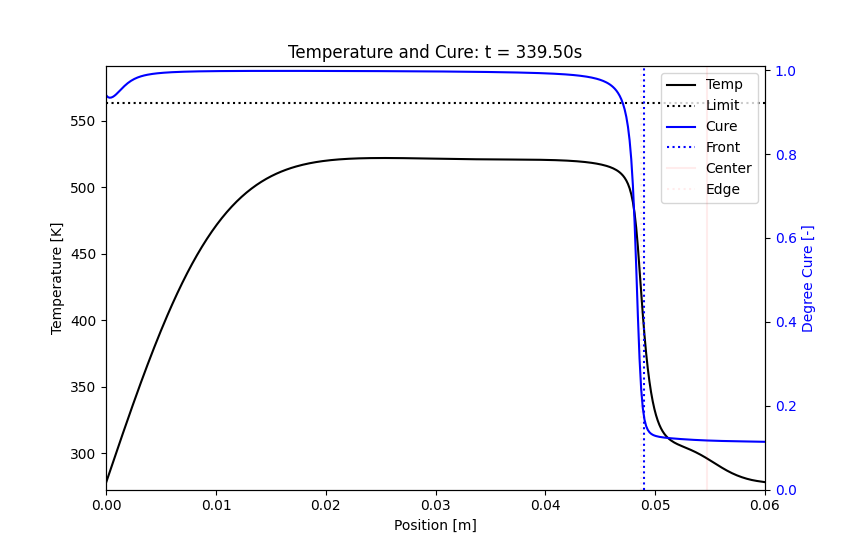 Temperature and Cure: t = 339.50s
Temperature [K]
550
500
450
400
350
300
Temp
Limit
Cure
Front
Center
Edge
1.0
0.8
0.6
0.4
0.2
0.0
Degree Cure [-]
0.00
0.01
0.02
0.03
0.04
0.05
0.06
Position [m]